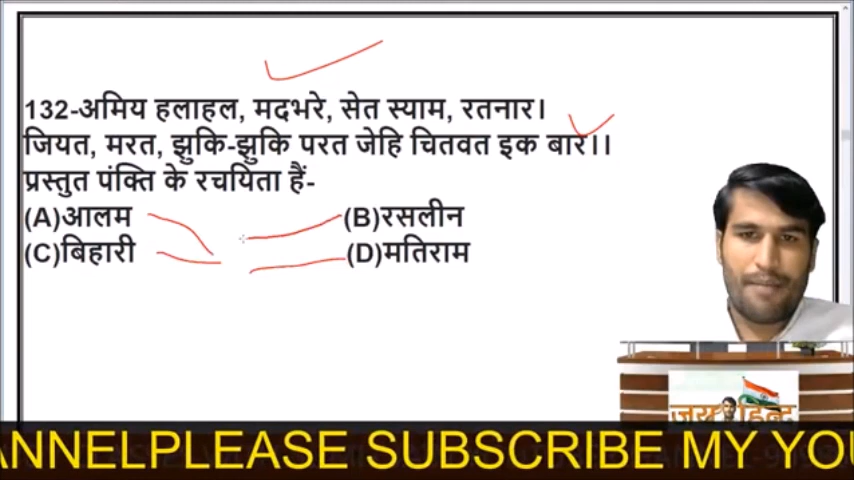 132-अमिय हलाहल, मदभरे, सेत स्याम, रतनार।
जियत, मरत, झुकि-झुकि परत जेहि चितवत इक बार।।
प्रस्तुत पंक्ति के रचयिता हैं-
(A)आलम (B)रसलीन
(C)बिहारी (D)मतिराम
जय हिन्द
ANNELPLEASE SUBSCRIBE MY YOU